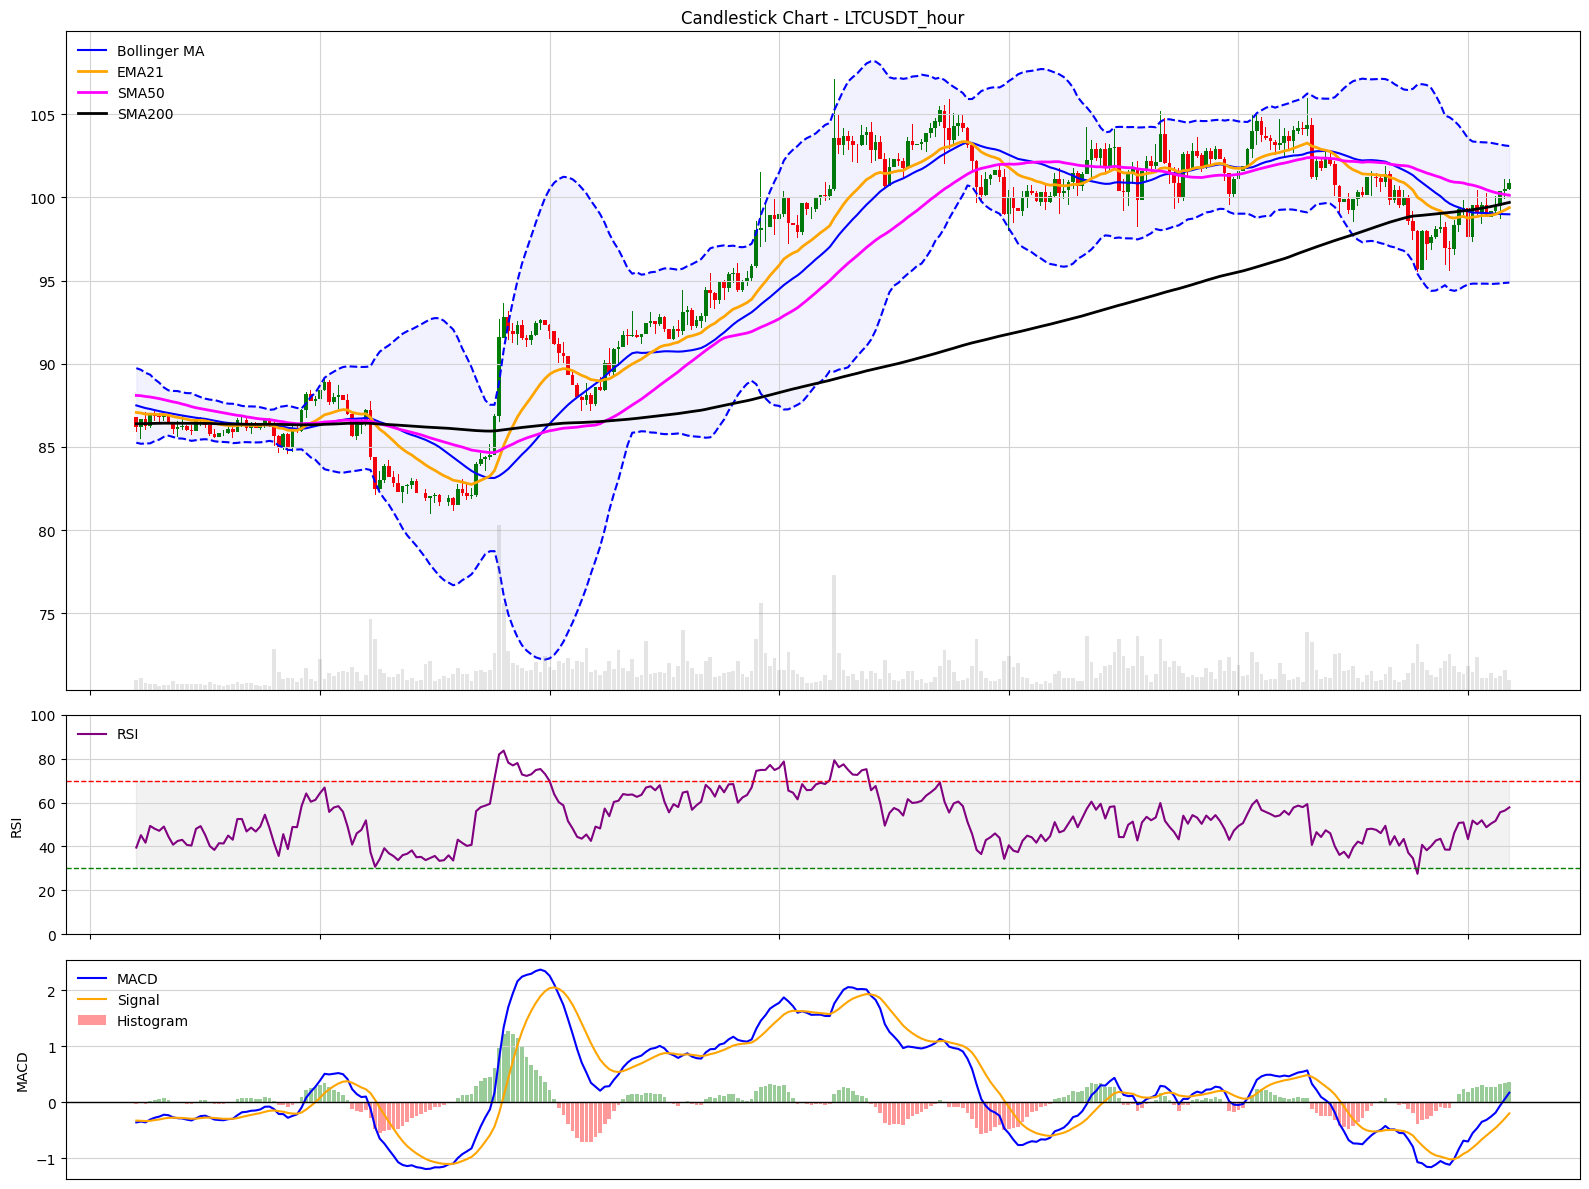 Candlestick Chart - LTCUSDT_hour
Bollinger MA
EMA21
SMA50
SMA200
105
100
95
90
85
80
75
RSI
100
80
60
40
20
0
RSI
MACD
Signal
Histogram
2
1
0
−1
MACD